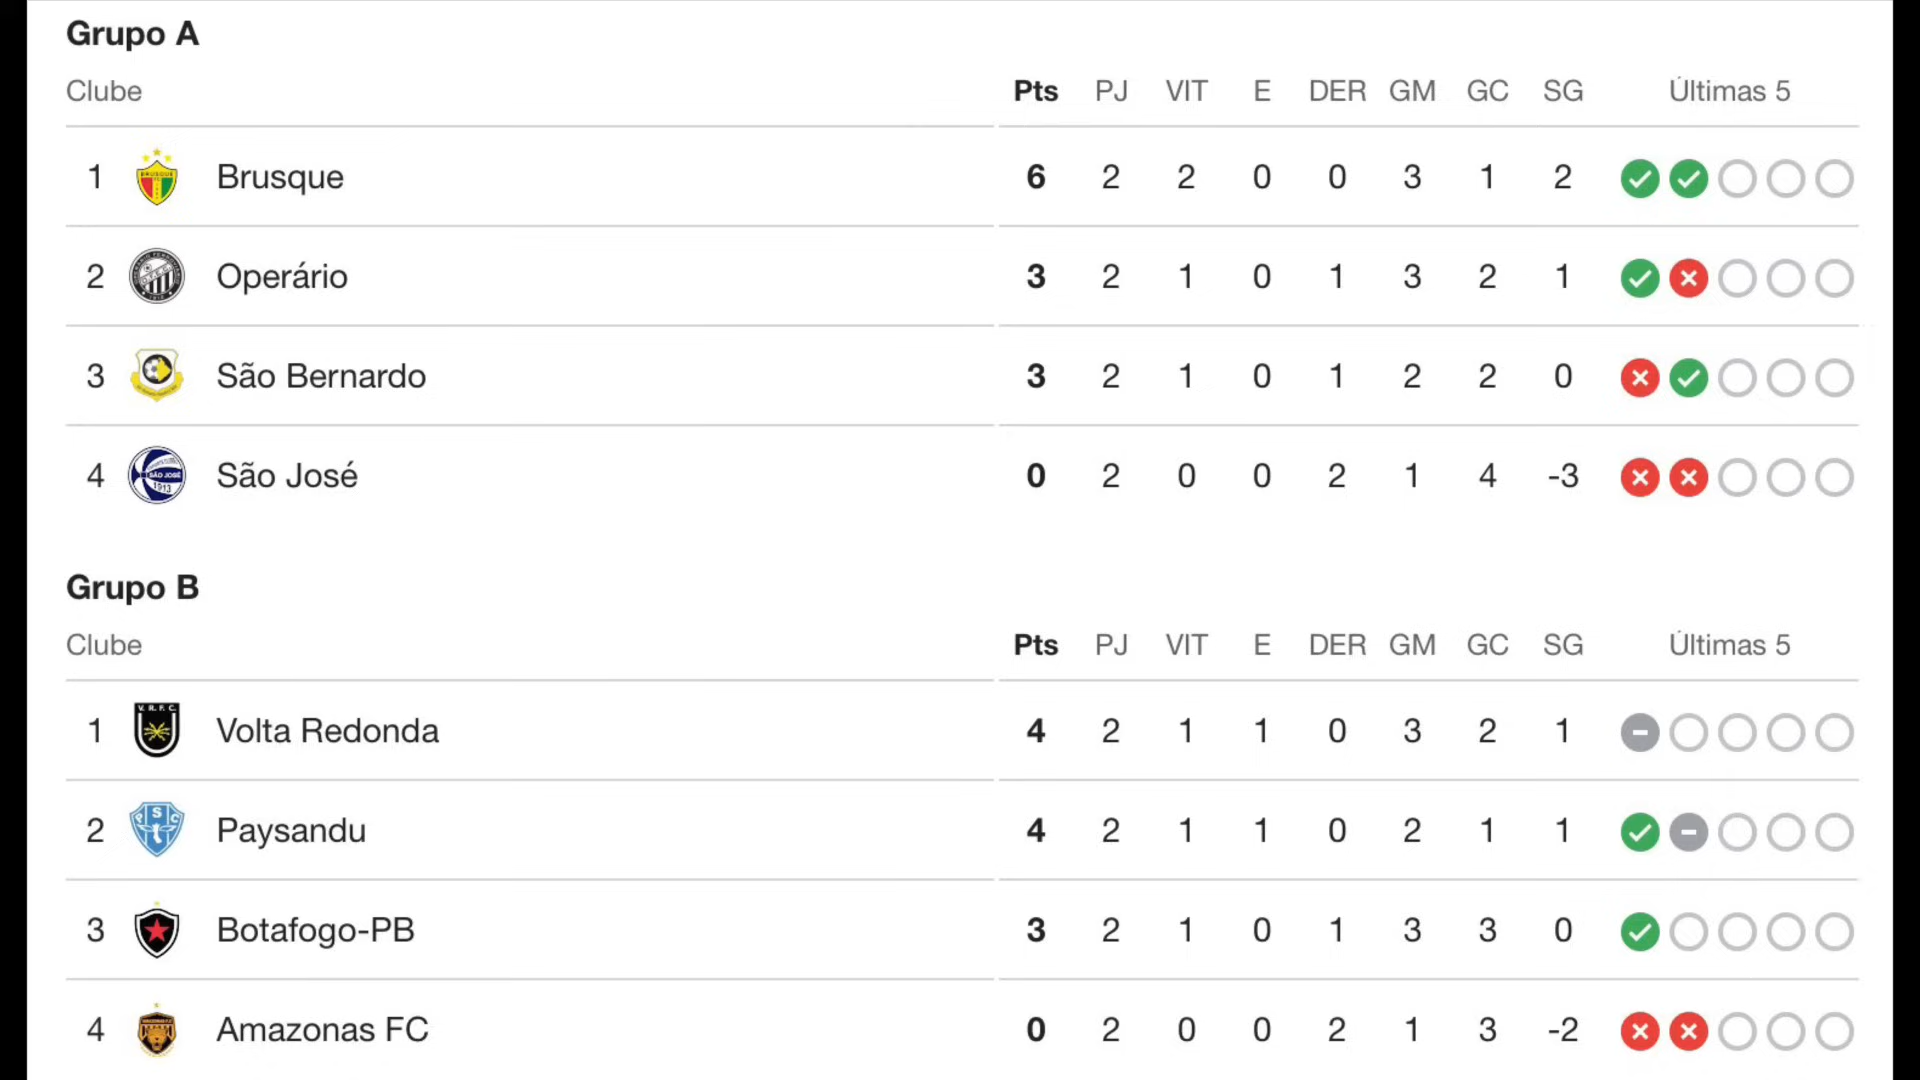 Grupo A
Clube Pts PJ VIT E DER GM GC SG Últimas 5
1 BRUSQUE Brusque 6 2 2 0 0 3 1 2
2 Operário 3 2 1 0 1 3 2 1
3 São Bernardo 3 2 1 0 1 2 2 0
4 SÃO JOSÉ 1913 São José 0 2 0 0 2 1 4 -3
Grupo B
Clube Pts PJ VIT E DER GM GC SG Últimas 5
1 V.R.F.C. Volta Redonda 4 2 1 1 0 3 2 1
2 PSC Paysandu 4 2 1 1 0 2 1 1
3 Botafogo-PB 3 2 1 0 1 3 3 0
4 Amazonas FC 0 2 0 0 2 1 3 -2